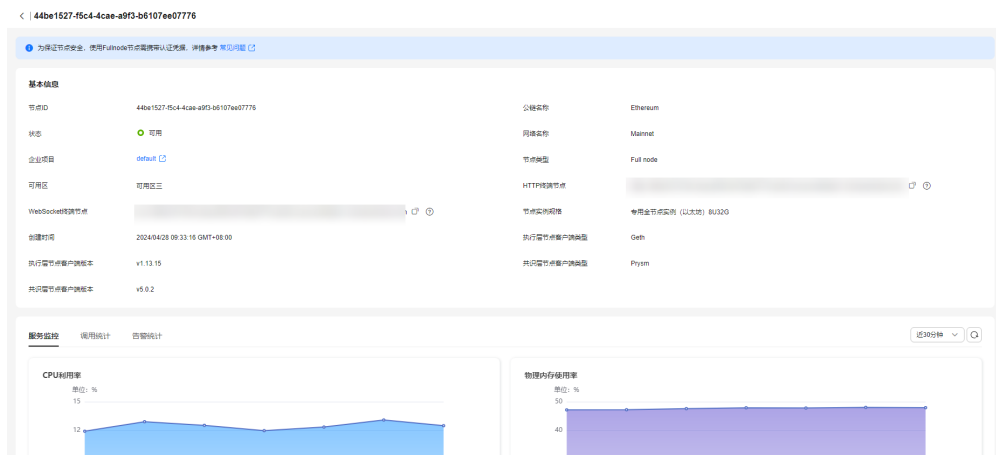 44be1527-f5c4-4cae-a9f3-b6107ee07776
为保证节点安全，使用Fullnode节点需携带认证凭据，详情参考 常见问题
基本信息
节点ID 44be1527-f5c4-4cae-a9f3-b6107ee07776 公链名称 Ethereum
状态 可用 网络名称 Mainnet
企业项目 default 节点类型 Full node
可用区 可用区三 HTTP终端节点
WebSocket终端节点 节点实例规格 专用全节点实例（以太坊）8U32G
创建时间 2024/04/28 09:33:16 GMT+08:00 执行层节点客户端类型 Geth
执行层节点客户端版本 v1.13.15 共识层节点客户端类型 Prysm
共识层节点客户端版本 v5.0.2
服务监控 调用统计 告警统计 近30分钟
CPU利用率 物理内存使用率
单位：% 单位：%
15 50
12 40